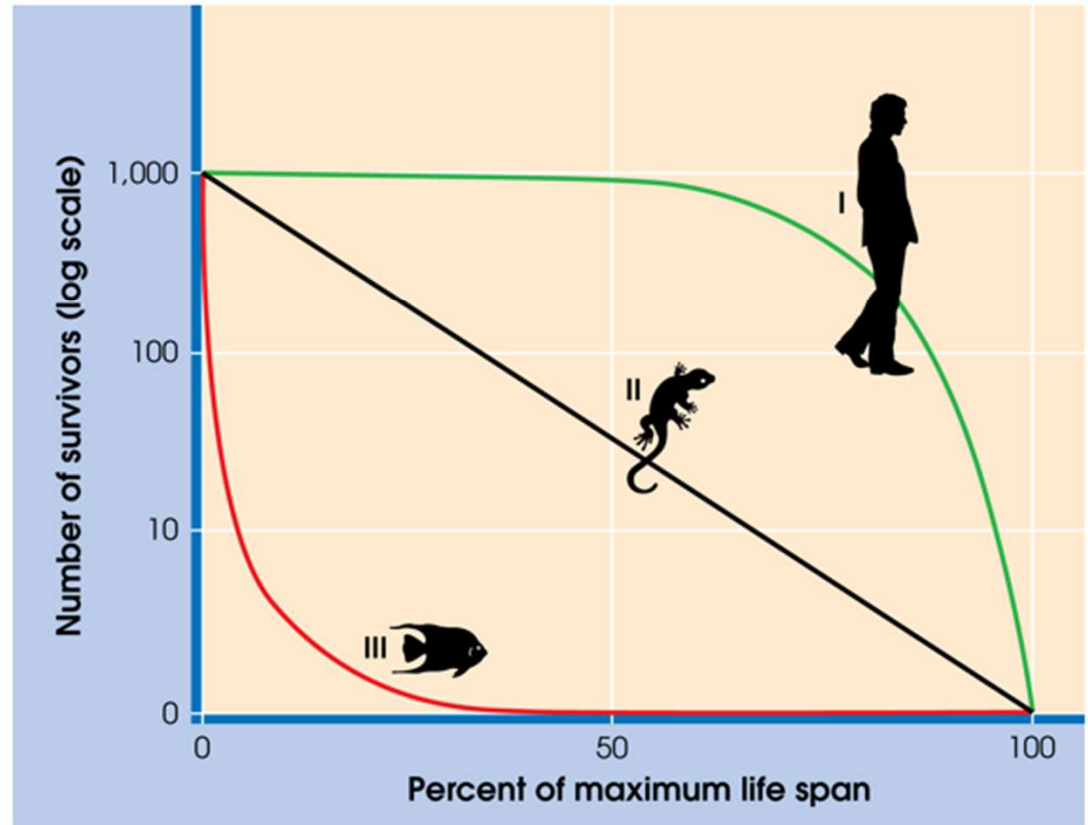 Number of survivors (log scale)
1,000
100
10
0
I
II
III
0 50 100
Percent of maximum life span